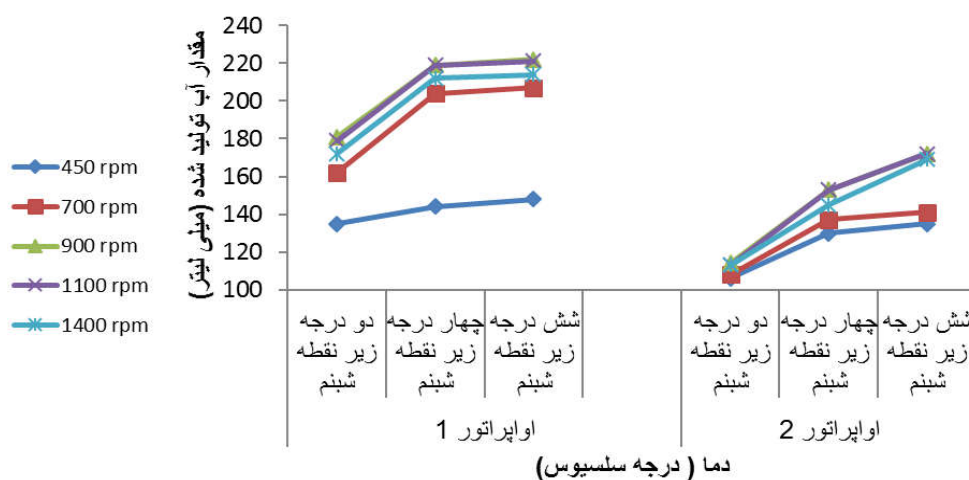 مقدار آب تولید شده (میلی لیتر)
240
220
200
180
160
140
120
100
450 rpm
700 rpm
900 rpm
1100 rpm
1400 rpm
دو درجه
زیر نقطه
شبنم
چهار درجه
زیر نقطه
شبنم
شش درجه
زیر نقطه
شبنم
دو درجه
زیر نقطه
شبنم
چهار درجه
زیر نقطه
شبنم
شش درجه
زیر نقطه
شبنم
اواپراتور 1
اواپراتور 2
دما ( درجه سلسیوس)